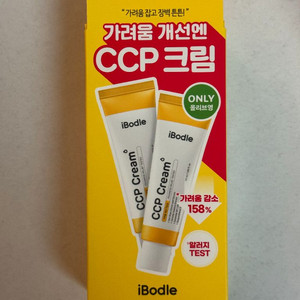 "가려움 잡고 장벽 튼튼!"
가려움 개선엔
CCP 크림
ONLY
올리브영
iBodle
CCP Cream
iBodle
CCP Cream
가려움 감소
158%
알러지
TEST
iBodle